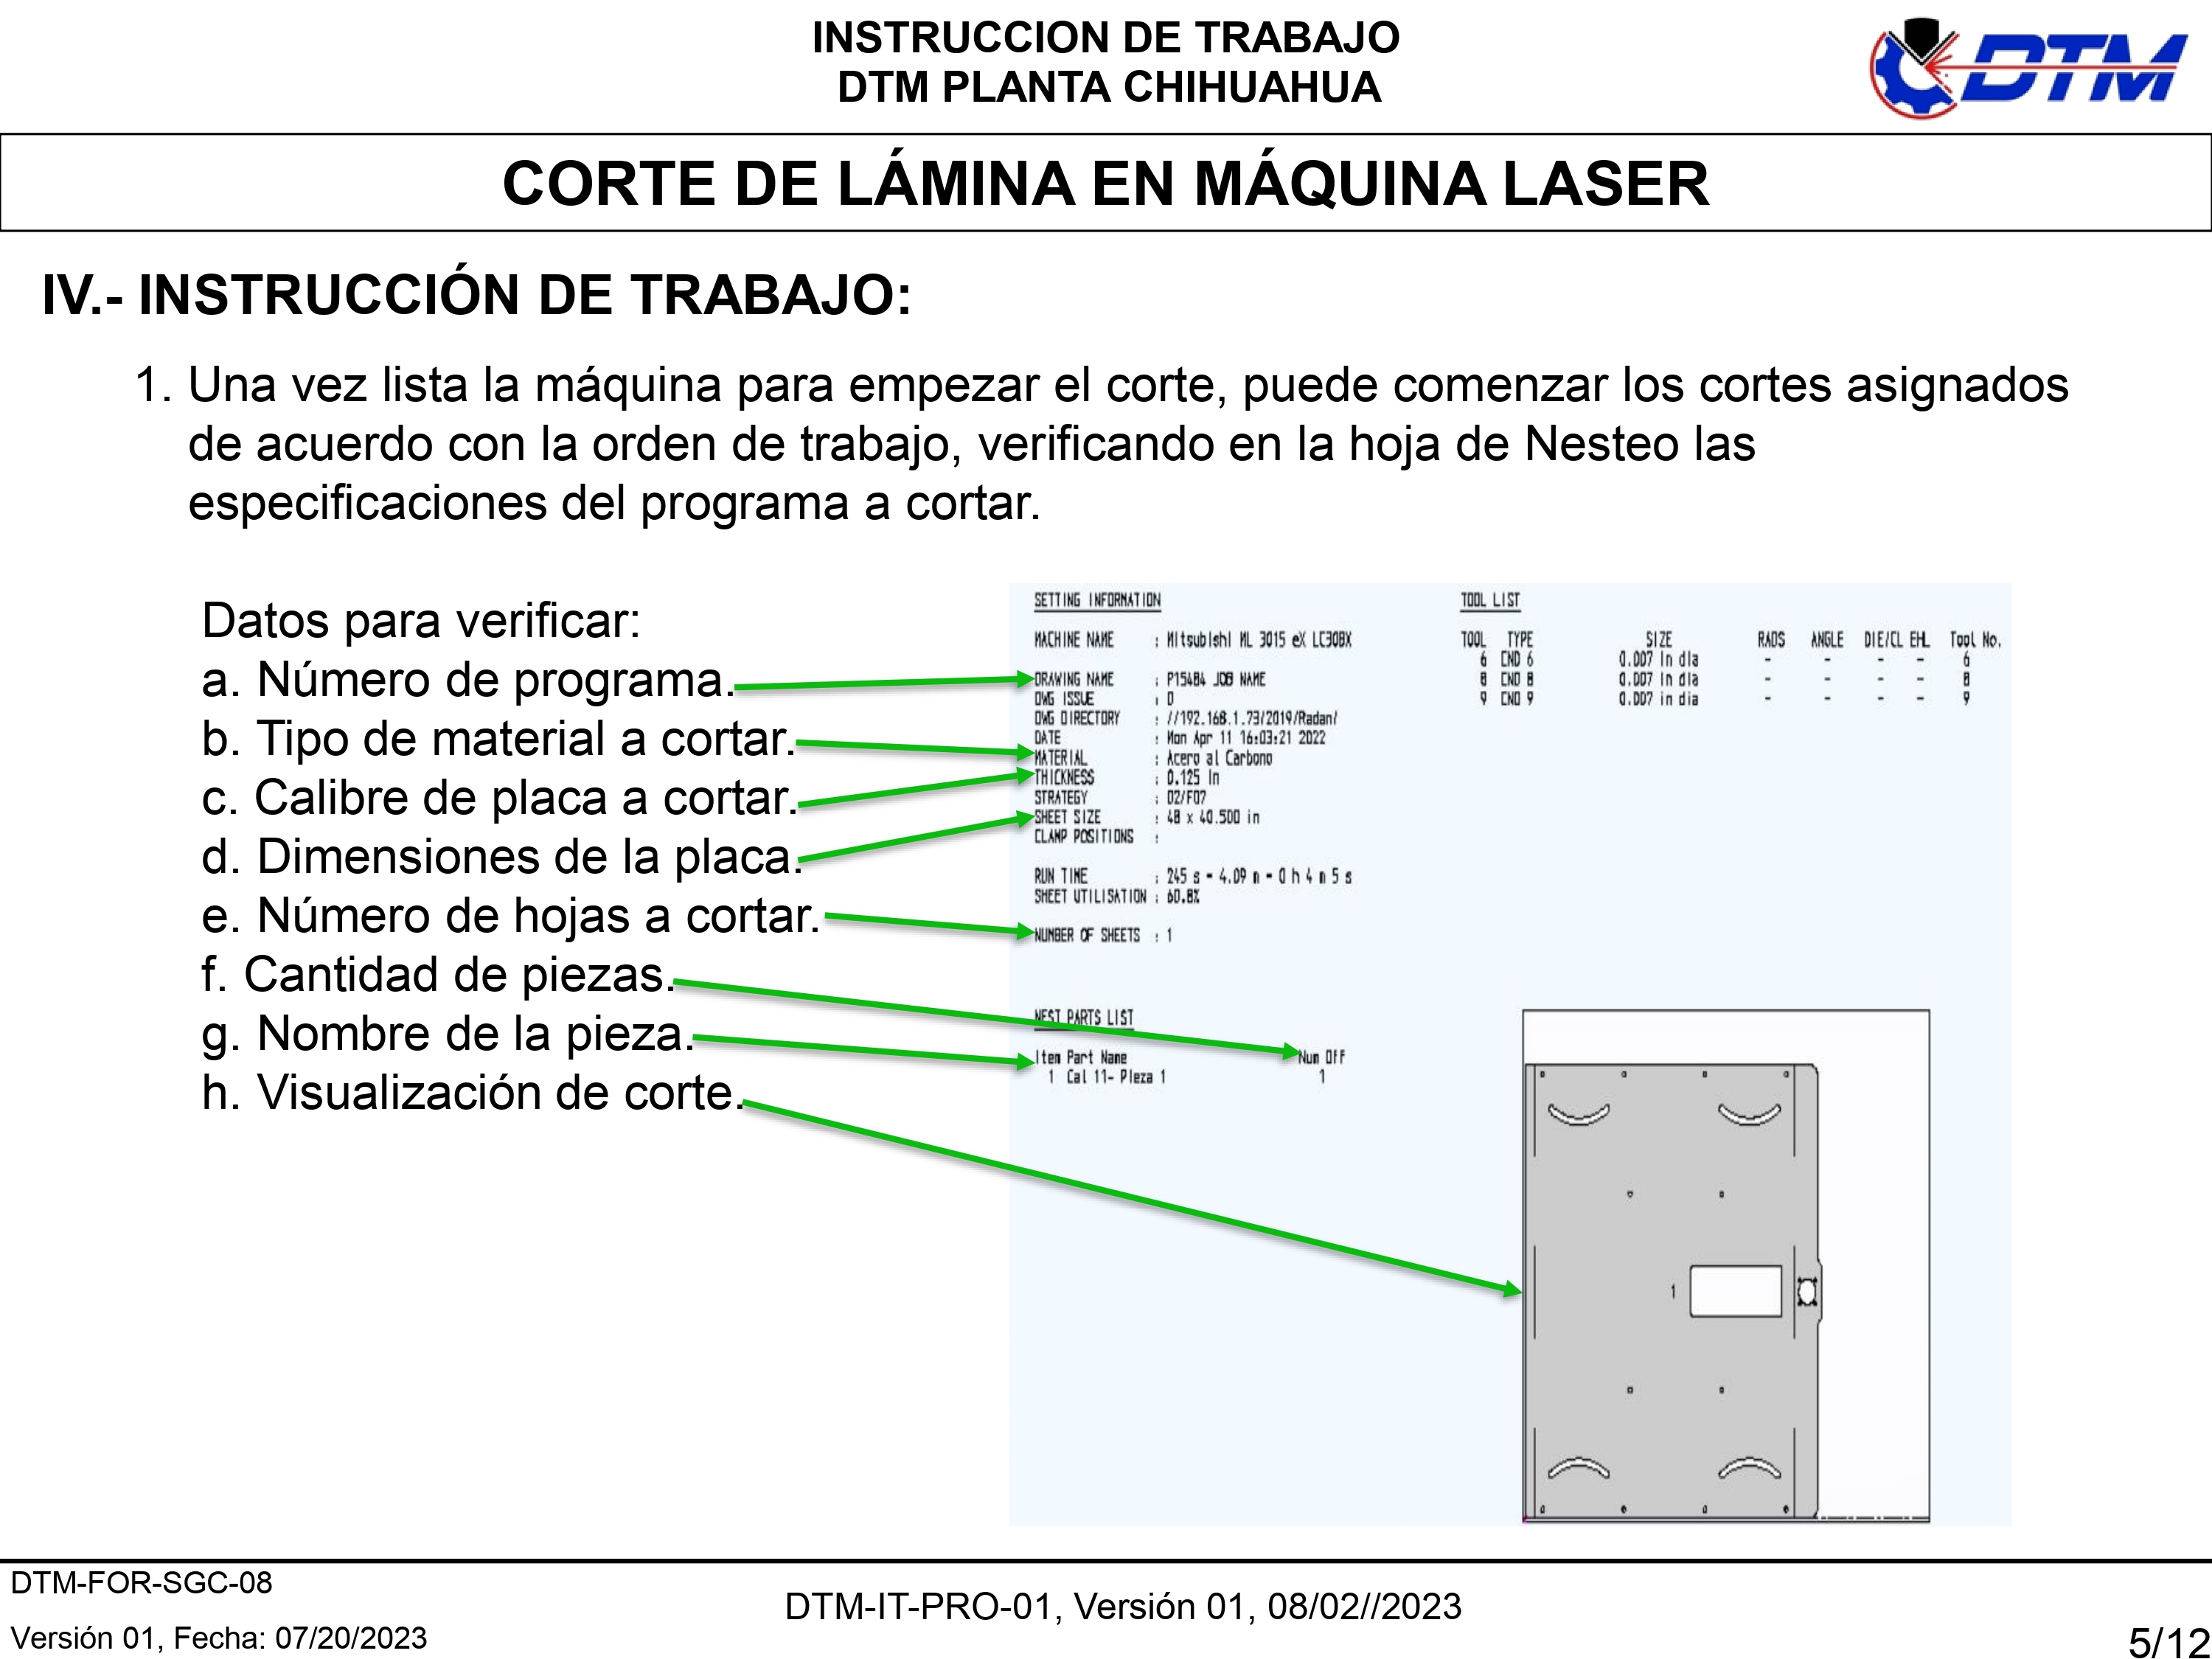 INSTRUCCION DE TRABAJO
DTM PLANTA CHIHUAHUA
DTM
CORTE DE LÁMINA EN MÁQUINA LASER
IV.- INSTRUCCIÓN DE TRABAJO:
1. Una vez lista la máquina para empezar el corte, puede comenzar los cortes asignados
de acuerdo con la orden de trabajo, verificando en la hoja de Nesteo las
especificaciones del programa a cortar.
Datos para verificar:
a. Número de programa.
b. Tipo de material a cortar.
c. Calibre de placa a cortar.
d. Dimensiones de la placa.
e. Número de hojas a cortar.
f. Cantidad de piezas.
g. Nombre de la pieza.
h. Visualización de corte.
SETTING INFORMATION
MACHINE NAME : Mitsubishi ML 3015 eX LC30BX
DRAWING NAME : P15484 JOB NAME
DWG ISSUE : 0
DWG DIRECTORY : //192.168.1.73/2019/Radan/
DATE : Mon Apr 11 16:03:21 2022
MATERIAL : Acero al Carbono
THICKNESS : 0.125 in
STRATEGY : 02/F07
SHEET SIZE : 48 x 40.500 in
CLAMP POSITIONS :
RUN TIME : 245 s = 4.09 m = 0 h 4 m 5 s
SHEET UTILISATION : 60.8%
NUMBER OF SHEETS : 1
NEST PARTS LIST
Item Part Name Num Off
1 Cal 11- Pieza 1 1
TOOL LIST
TOOL TYPE SIZE RADS ANGLE DIE/CL EHL Tool No.
6 CND 6 0.007 in dia - - - - 6
8 CND 8 0.007 in dia - - - - 8
9 CND 9 0.007 in dia - - - - 9
1
DTM-FOR-SGC-08
Versión 01, Fecha: 07/20/2023
DTM-IT-PRO-01, Versión 01, 08/02//2023
5/12